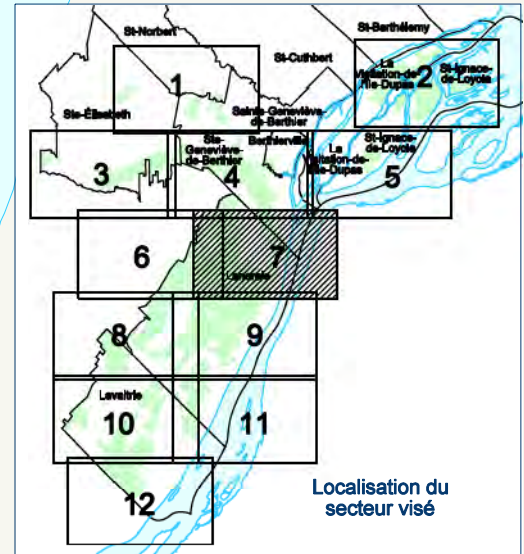 St-Norbert
St-Barthélemy
St-Cuthbert
1
La
Visitation-de-
l'Île-Dupas
2
St-Ignace-
de-Loyola
Ste-Élisabeth
Sainte-Geneviève-
de-Berthier
3
Ste-
Geneviève-
de-Berthier
Berthierville
4
La
Visitation-de-
l'Île-Dupas
St-Ignace-
de-Loyola
5
6
7
Lanoraie
8
9
Lavaltrie
10
11
12
Localisation du
secteur visé